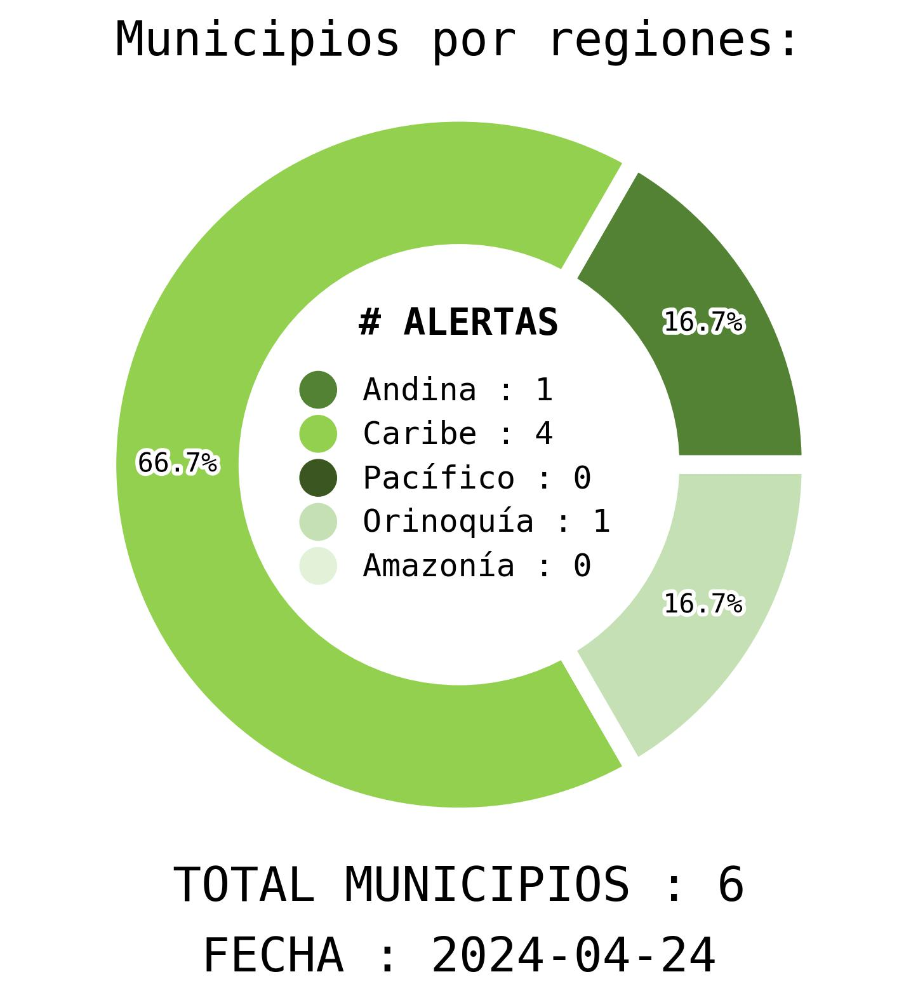 Municipios por regiones:
16.7%
# ALERTAS
Andina : 1
Caribe : 4
66.7%
Pacífico : 0
Orinoquía : 1
Amazonía : 0
16.7%
TOTAL MUNICIPIOS : 6
FECHA : 2024-04-24